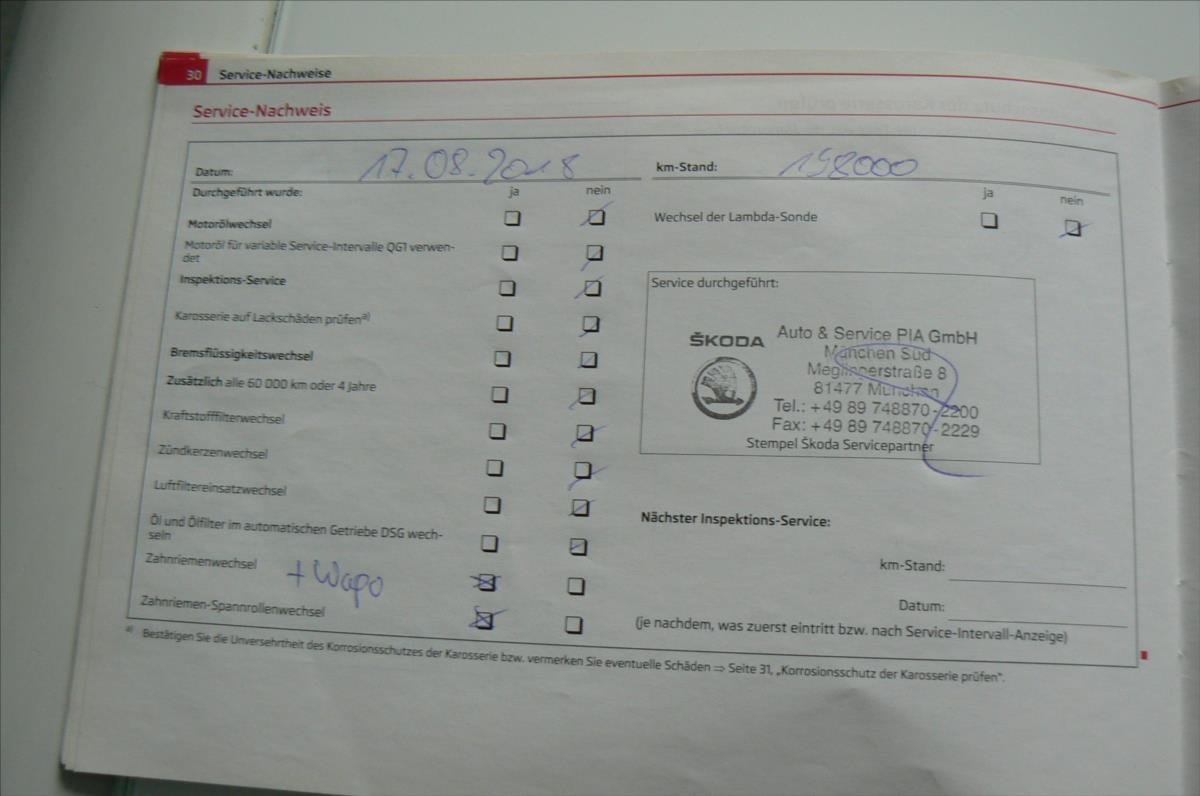 30 Service-Nachweise
Service-Nachweis
Datum: 17.08.2018 km-Stand: 198000
Durchgeführt wurde: ja nein ja nein
Motorölwechsel Wechsel der Lambda-Sonde
Motoröl für variable Service-Intervalle QG1 verwen-
det
Inspektions-Service
Karosserie auf Lackschäden prüfen a)
Bremsflüssigkeitswechsel
Zusätzlich alle 60 000 km oder 4 Jahre
Kraftstofffilterwechsel
Zündkerzenwechsel
Luftfiltereinsatzwechsel
Öl und Ölfilter im automatischen Getriebe DSG wech-
seln
Zahnriemenwechsel + Wapo
Zahnriemen-Spannrollenwechsel
Service durchgeführt:
ŠKODA
Auto & Service PIA GmbH
München Süd
Meglingerstraße 8
81477 München
Tel.: +49 89 748870-2200
Fax: +49 89 748870-2229
Stempel Škoda Servicepartner
Nächster Inspektions-Service:
km-Stand:
Datum:
(je nachdem, was zuerst eintritt bzw. nach Service-Intervall-Anzeige)
a) Bestätigen Sie die Unversehrtheit des Korrosionsschutzes der Karosserie bzw. vermerken Sie eventuelle Schäden ⇒ Seite 31, „Korrosionsschutz der Karosserie prüfen“.